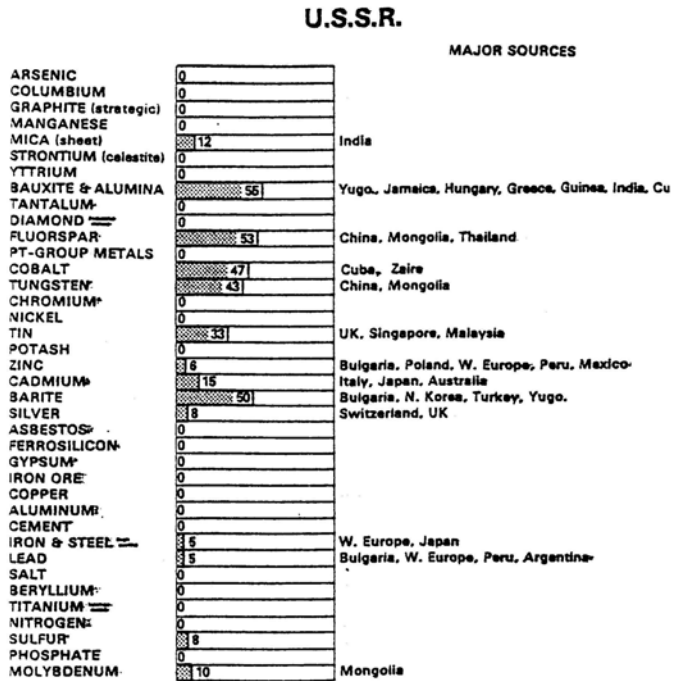 U.S.S.R.
MAJOR SOURCES
ARSENIC 0
COLUMBIUM 0
GRAPHITE (strategic) 0
MANGANESE 0
MICA (sheet) 12 India
STRONTIUM (celestite) 0
YTTRIUM 0
BAUXITE & ALUMINA 55 Yugo., Jamaica, Hungary, Greece, Guinea, India, Cu
TANTALUM 0
DIAMOND 0
FLUORSPAR 53 China, Mongolia, Thailand
PT-GROUP METALS 0
COBALT 47 Cuba, Zaire
TUNGSTEN 43 China, Mongolia
CHROMIUM 0
NICKEL 0
TIN 33 UK, Singapore, Malaysia
POTASH 0
ZINC 6 Bulgaria, Poland, W. Europe, Peru, Mexico
CADMIUM 15 Italy, Japan, Australia
BARITE 50 Bulgaria, N. Korea, Turkey, Yugo.
SILVER 8 Switzerland, UK
ASBESTOS 0
FERROSILICON 0
GYPSUM 0
IRON ORE 0
COPPER 0
ALUMINUM 0
CEMENT 0
IRON & STEEL 5 W. Europe, Japan
LEAD 5 Bulgaria, W. Europe, Peru, Argentina
SALT 0
BERYLLIUM 0
TITANIUM 0
NITROGEN 0
SULFUR 8
PHOSPHATE 0
MOLYBDENUM 10 Mongolia